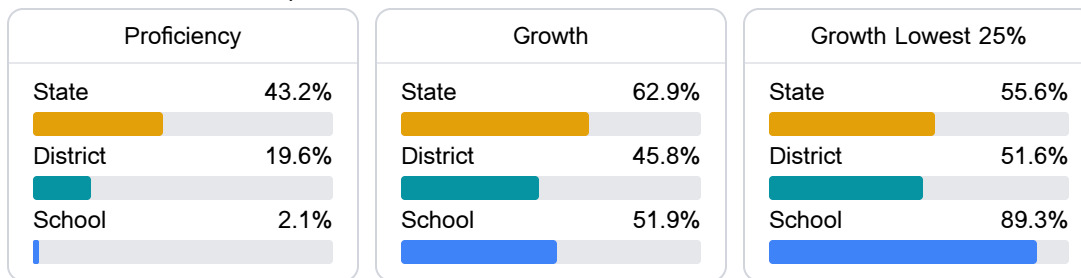 Proficiency
State 43.2%
District 19.6%
School 2.1%
Growth
State 62.9%
District 45.8%
School 51.9%
Growth Lowest 25%
State 55.6%
District 51.6%
School 89.3%